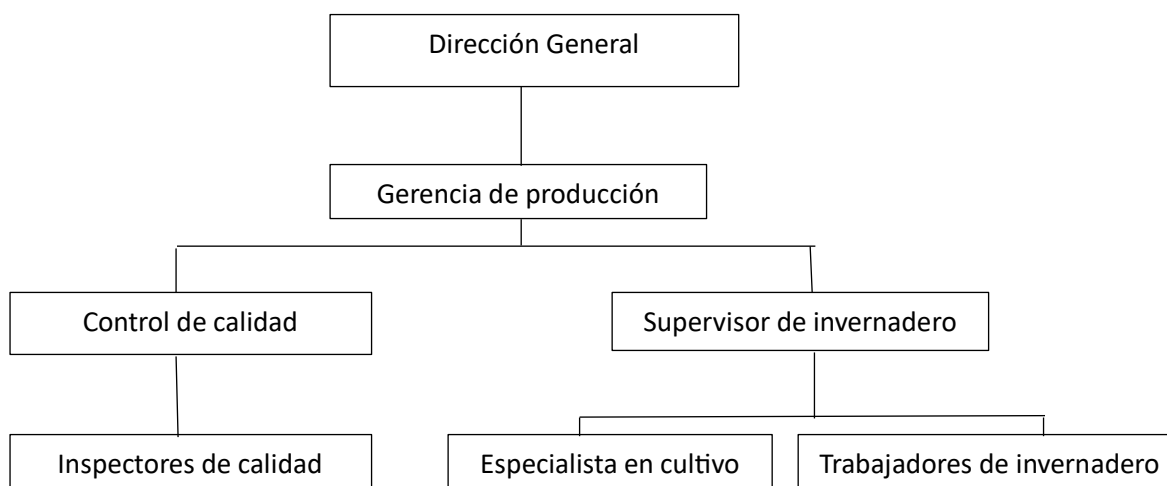 Dirección General
Gerencia de producción
Control de calidad
Supervisor de invernadero
Inspectores de calidad
Especialista en cultivo
Trabajadores de invernadero